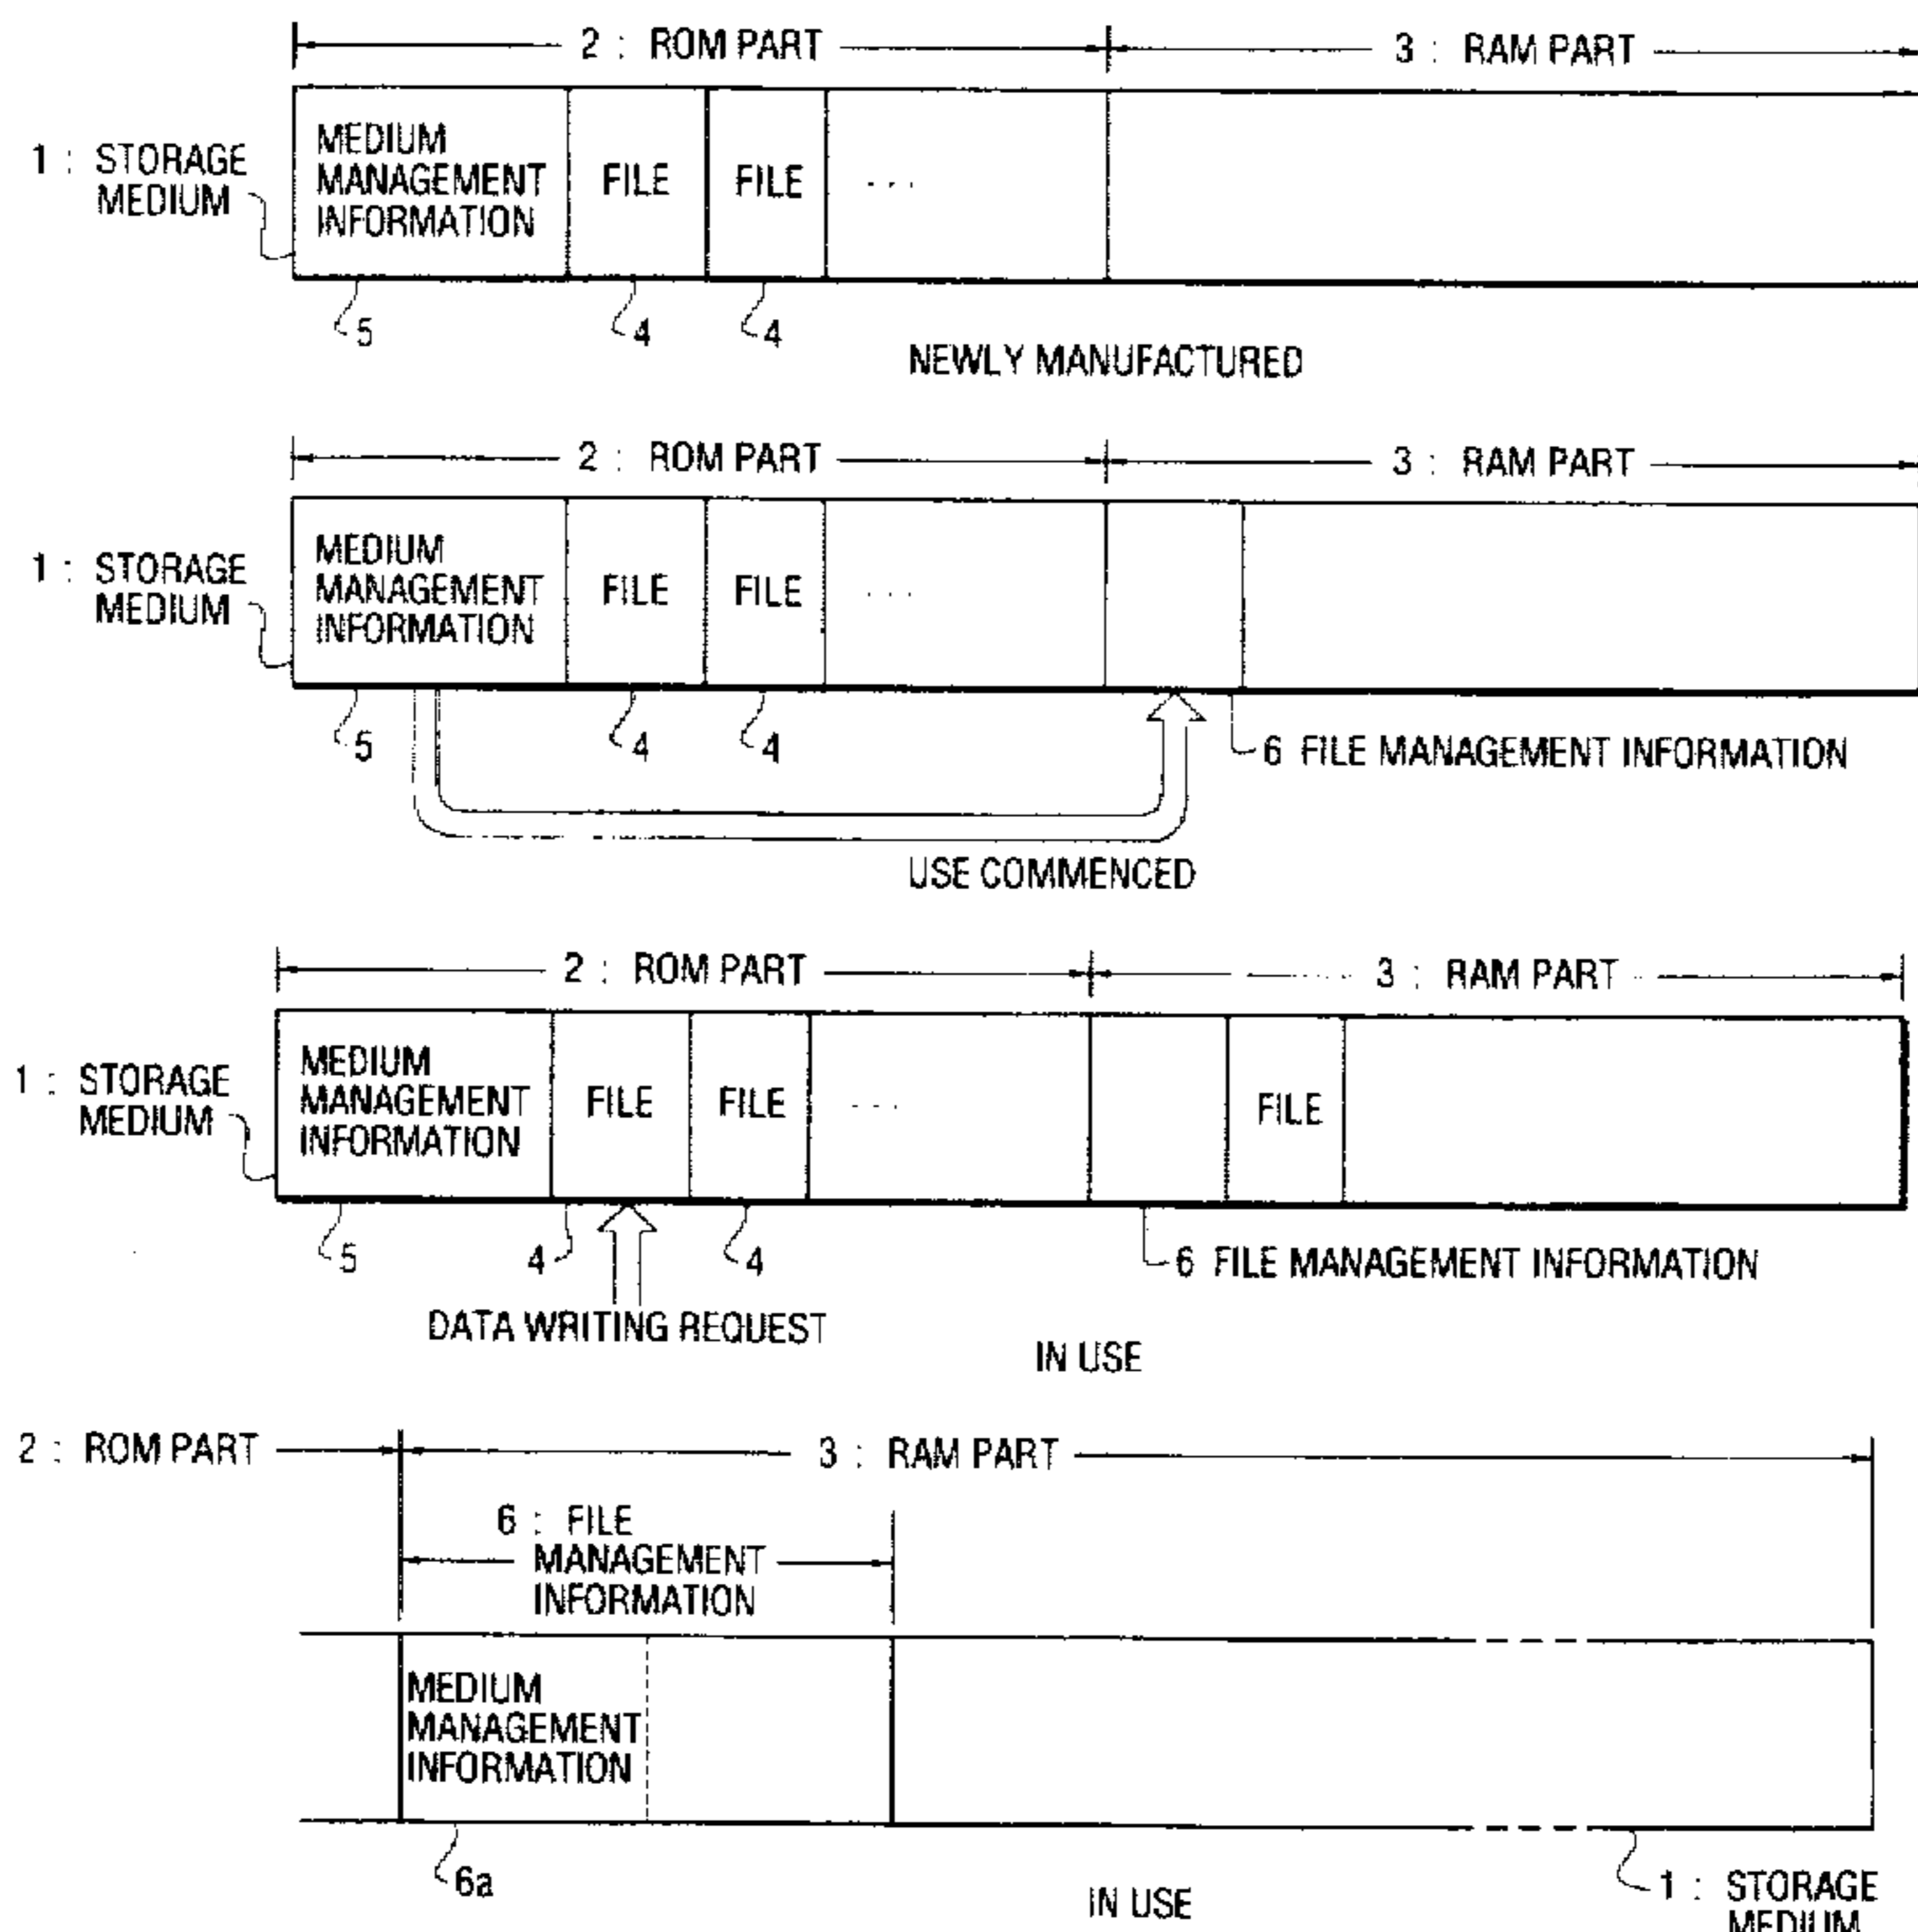 2 : ROM PART
3 : RAM PART
1 : STORAGE
MEDIUM
MEDIUM
MANAGEMENT
INFORMATION
FILE
FILE
...
5
4
4
NEWLY MANUFACTURED
2 : ROM PART
3 : RAM PART
1 : STORAGE
MEDIUM
MEDIUM
MANAGEMENT
INFORMATION
FILE
FILE
...
5
4
4
6 FILE MANAGEMENT INFORMATION
USE COMMENCED
2 : ROM PART
3 : RAM PART
1 : STORAGE
MEDIUM
MEDIUM
MANAGEMENT
INFORMATION
FILE
FILE
...
FILE
5
4
4
6 FILE MANAGEMENT INFORMATION
DATA WRITING REQUEST
IN USE
2 : ROM PART
3 : RAM PART
6 : FILE
MANAGEMENT
INFORMATION
MEDIUM
MANAGEMENT
INFORMATION
6a
IN USE
1 : STORAGE
MEDIUM